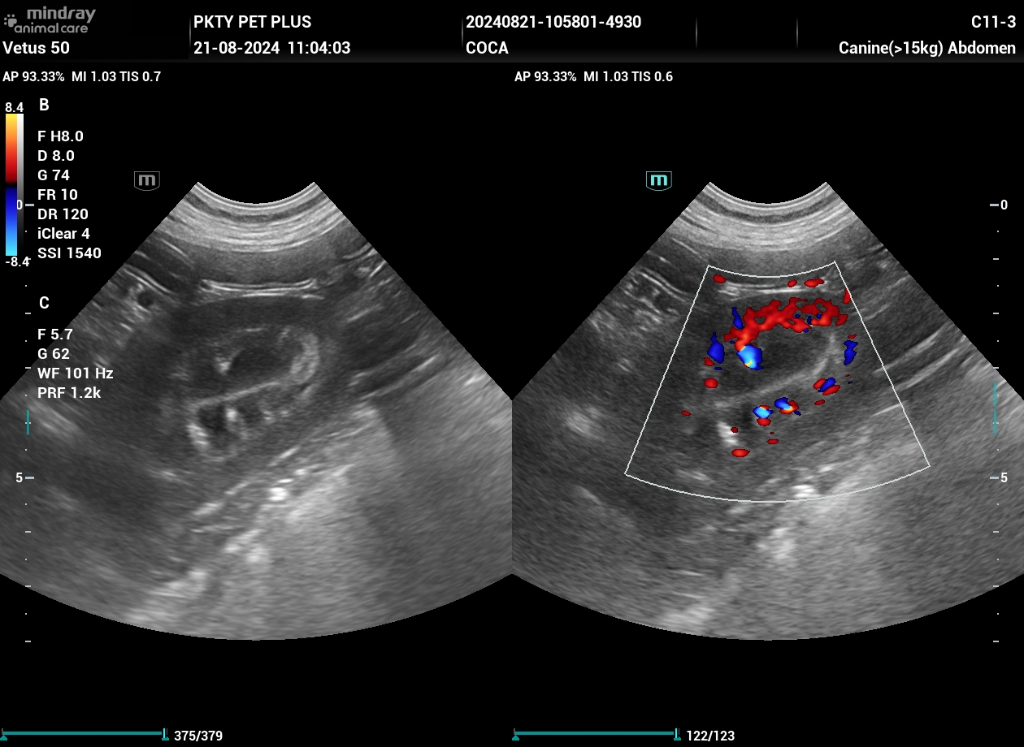 mindray
animalcare
Vetus 50
PKTY PET PLUS
21-08-2024 11:04:03
20240821-105801-4930
COCA
C11-3
Canine(>15kg) Abdomen
AP 93.33% MI 1.03 TIS 0.7
8.4
-8.4
B
F H8.0
D 8.0
G 74
FR 10
DR 120
iClear 4
SSI 1540
C
F 5.7
G 62
WF 101 Hz
PRF 1.2k
m
0
5
375/379
AP 93.33% MI 1.03 TIS 0.6
m
0
5
122/123